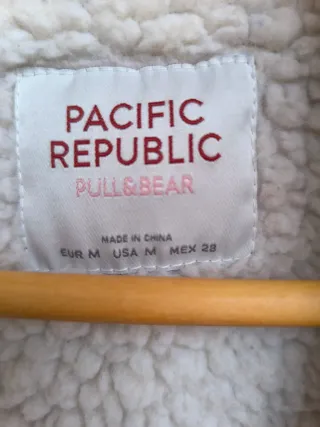 PACIFIC
REPUBLIC
PULL&BEAR
MADE IN CHINA
EUR M USA M MEX 28